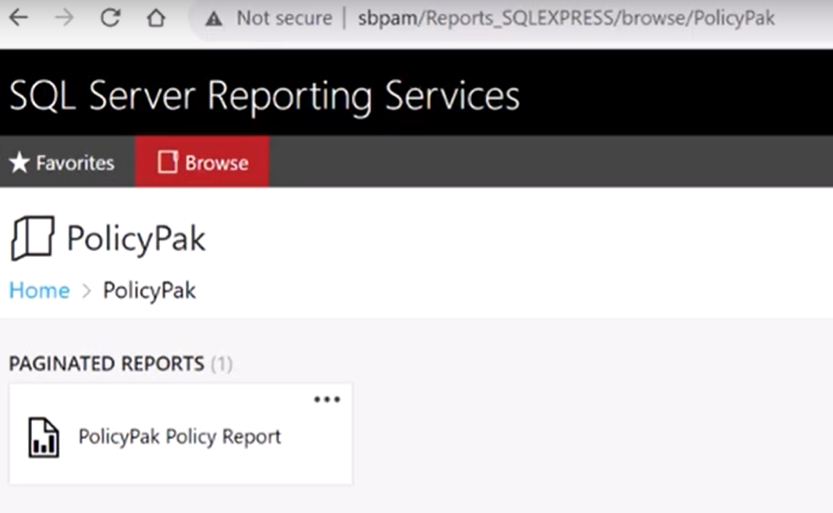 Not secure | sbpam/Reports_SQLEXPRESS/browse/PolicyPak
SQL Server Reporting Services
Favorites Browse
PolicyPak
Home > PolicyPak
PAGINATED REPORTS (1)
PolicyPak Policy Report